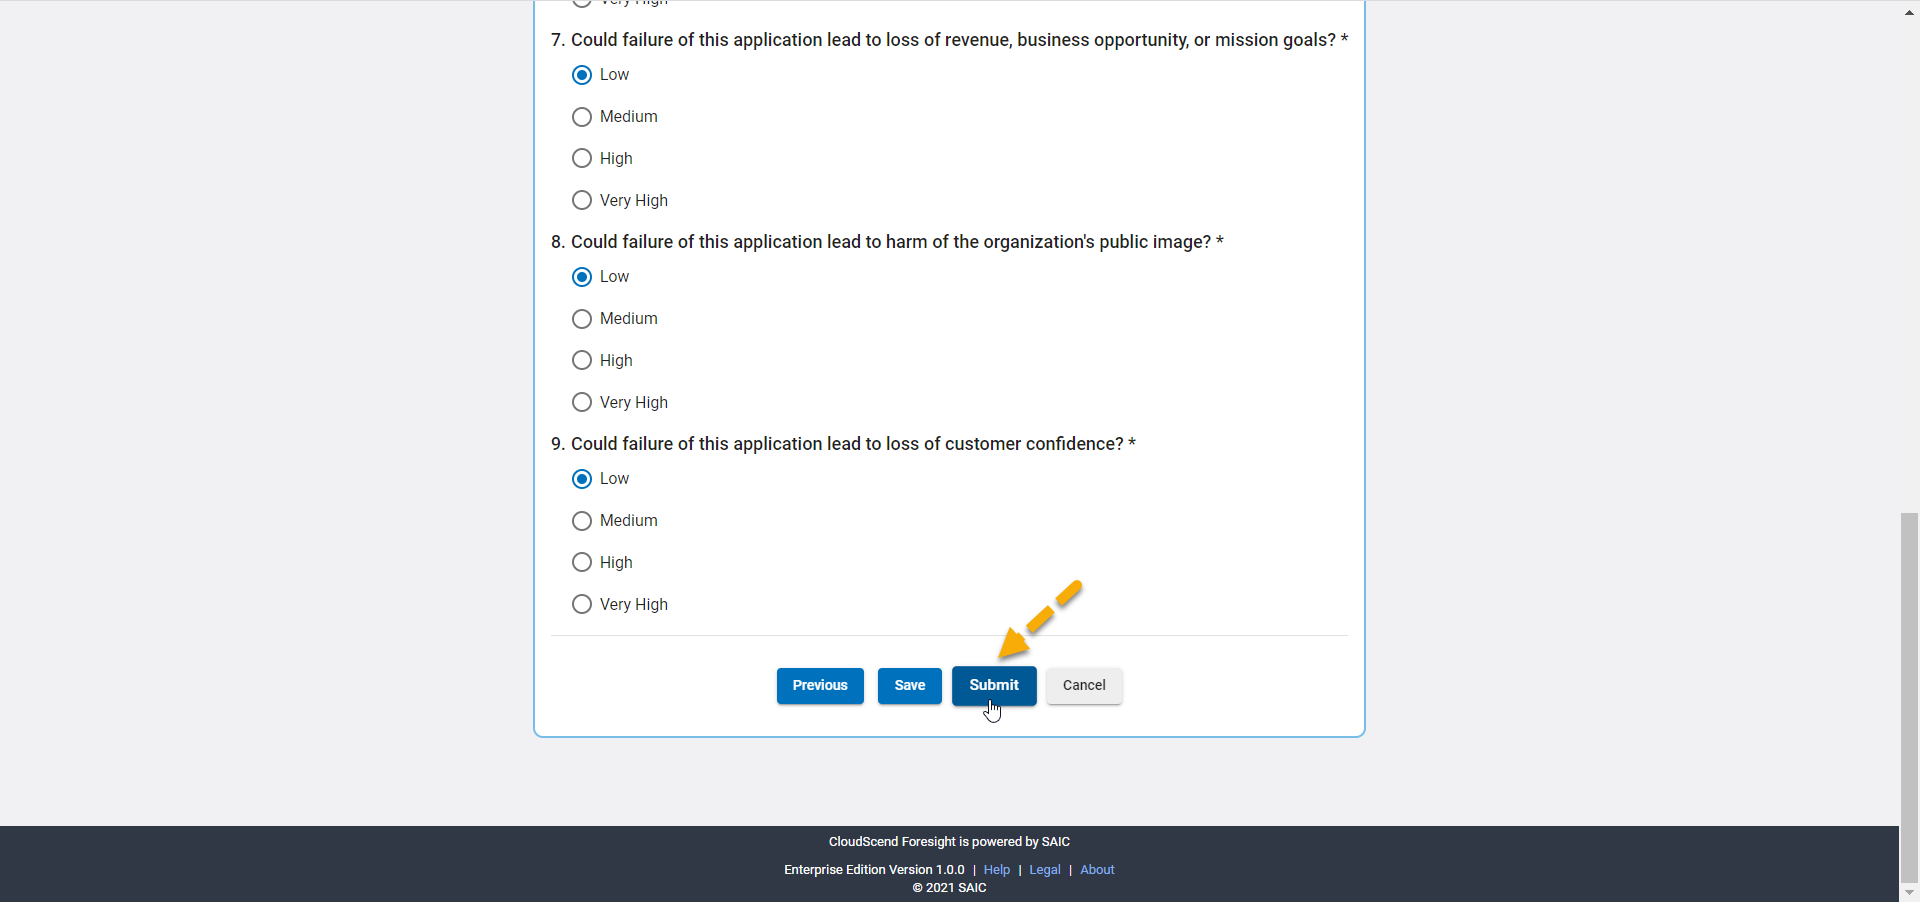 Very High
7. Could failure of this application lead to loss of revenue, business opportunity, or mission goals? *
Low
Medium
High
Very High
8. Could failure of this application lead to harm of the organization's public image? *
Low
Medium
High
Very High
9. Could failure of this application lead to loss of customer confidence? *
Low
Medium
High
Very High
Previous Save Submit Cancel
CloudScend Foresight is powered by SAIC
Enterprise Edition Version 1.0.0 | Help | Legal | About
© 2021 SAIC